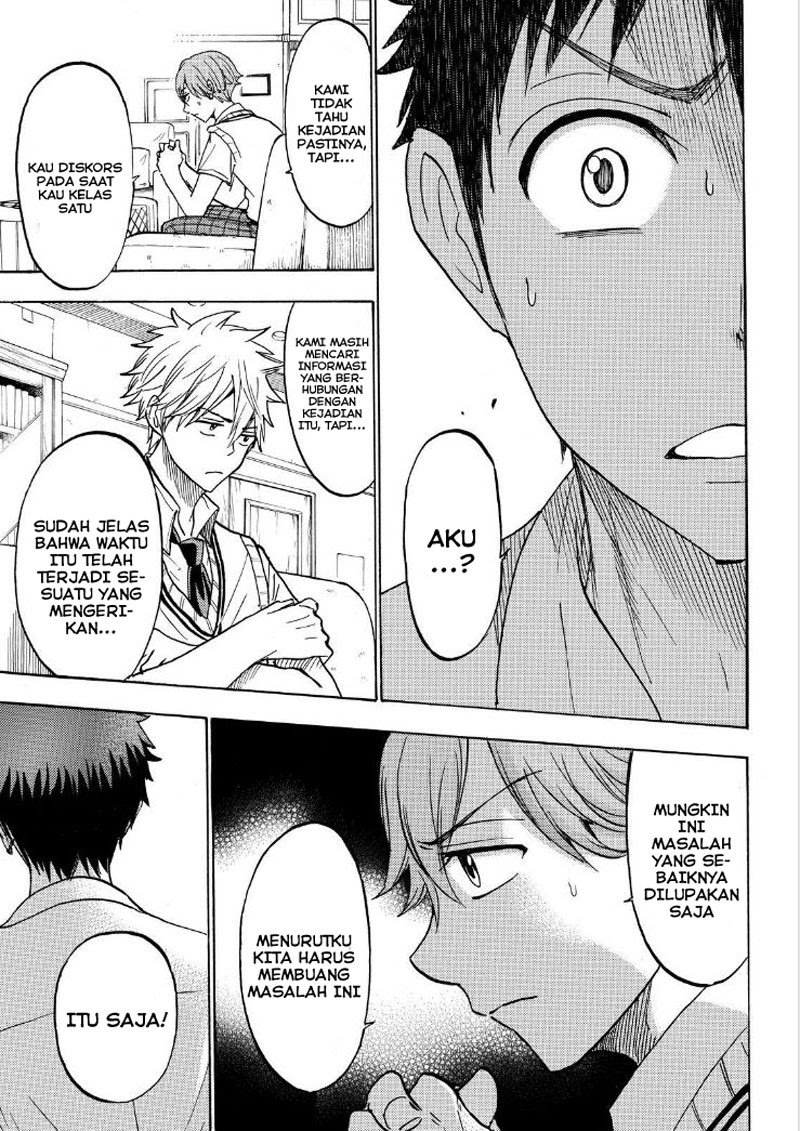 AKU
...?
KAMI
TIDAK
TAHU
KEJADIAN
PASTINYA,
TAPI...
KAU DISKORS
PADA SAAT
KAU KELAS
SATU
KAMI MASIH
MENCARI
INFORMASI
YANG BER-
HUBUNGAN
DENGAN
KEJADIAN
ITU, TAPI...
SUDAH JELAS
BAHWA WAKTU
ITU TELAH
TERJADI SE-
SUATU YANG
MENGERI-
KAN...
MUNGKIN
INI
MASALAH
YANG SE-
BAIKNYA
DILUPAKAN
SAJA
MENURUTKU
KITA HARUS
MEMBUANG
MASALAH INI
ITU SAJA!